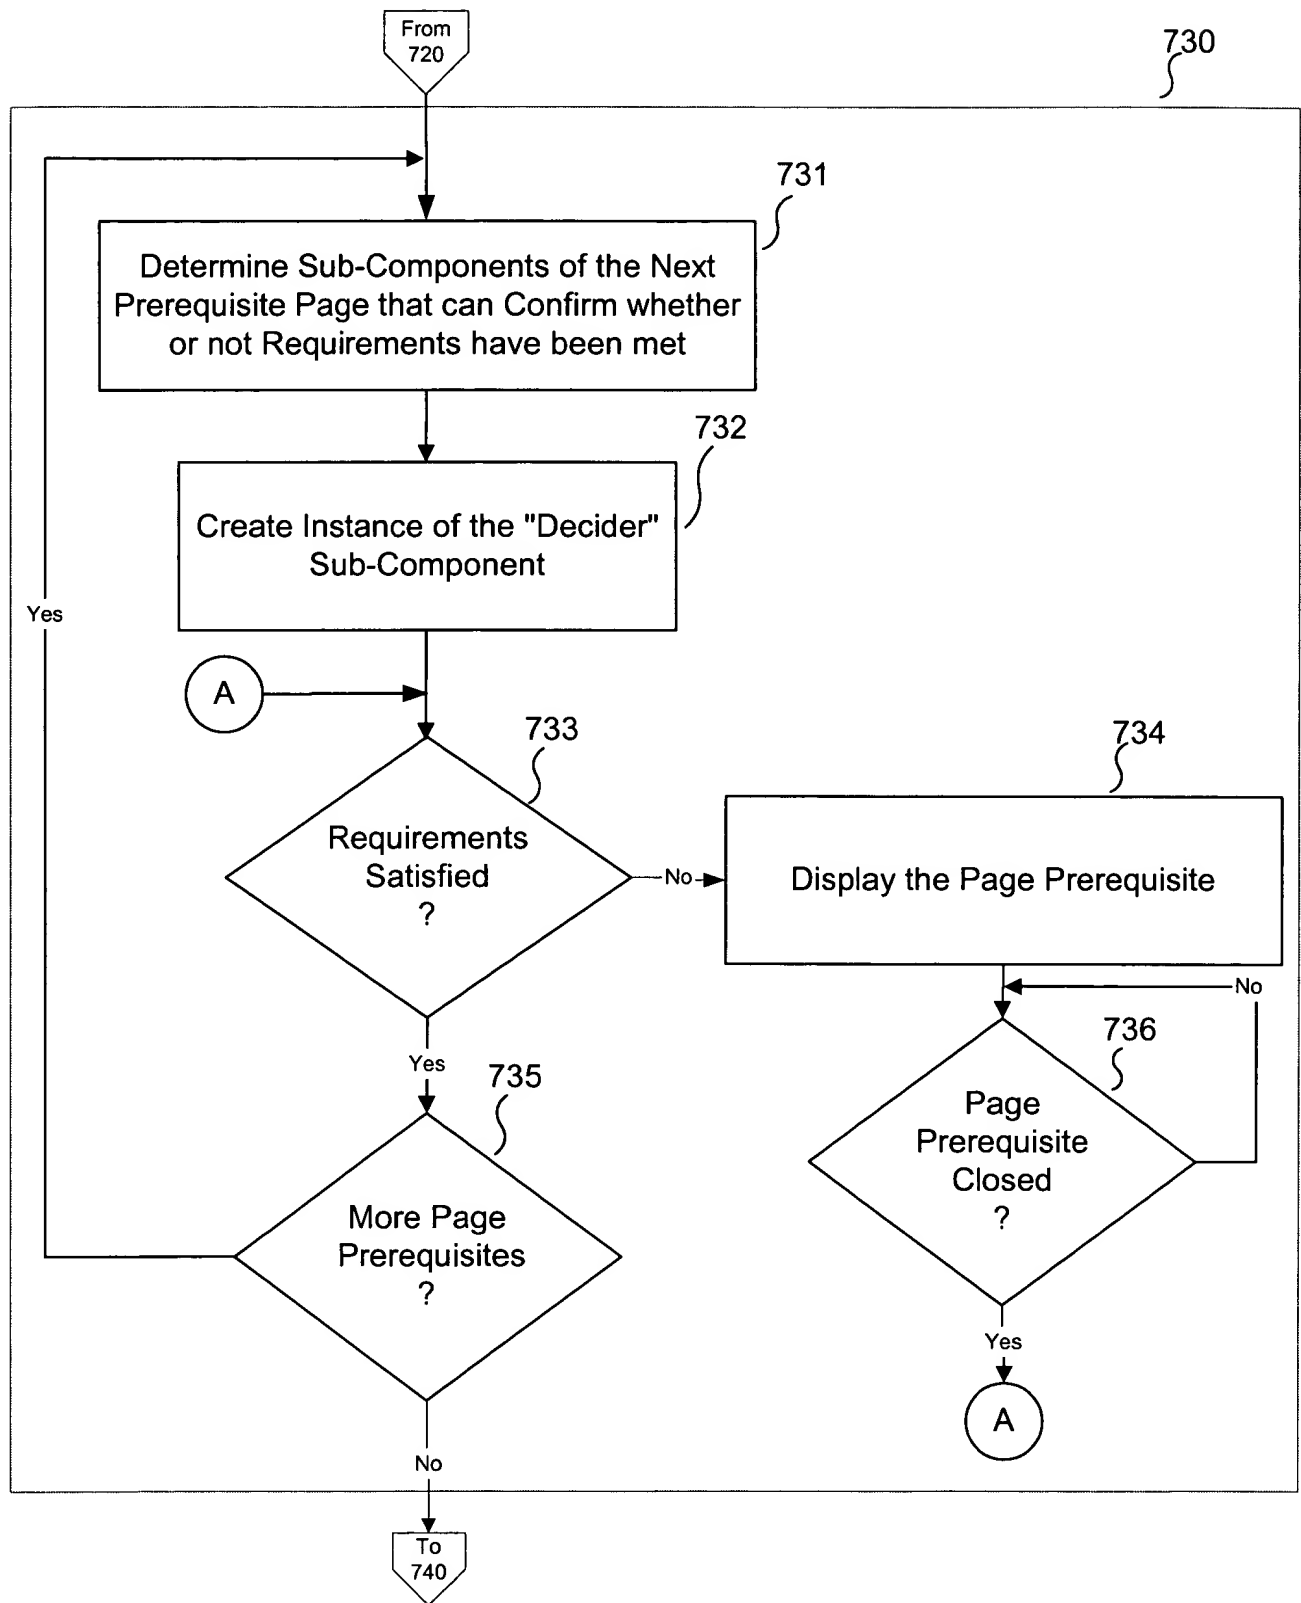 From
720
730
731
Determine Sub-Components of the Next
Prerequisite Page that can Confirm whether
or not Requirements have been met
732
Create Instance of the "Decider"
Sub-Component
Yes
A
733
Requirements
Satisfied
?
No
734
Display the Page Prerequisite
No
736
Page
Prerequisite
Closed
?
Yes
A
Yes
735
More Page
Prerequisites
?
No
To
740